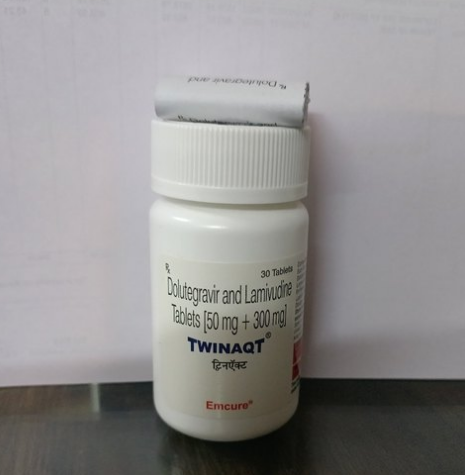 ℞ Dolutegravir and
℞
30 Tablets
Dolutegravir and Lamivudine
Tablets [50 mg + 300 mg]
TWINAQT®
ट्विनऍक्ट
Emcure®